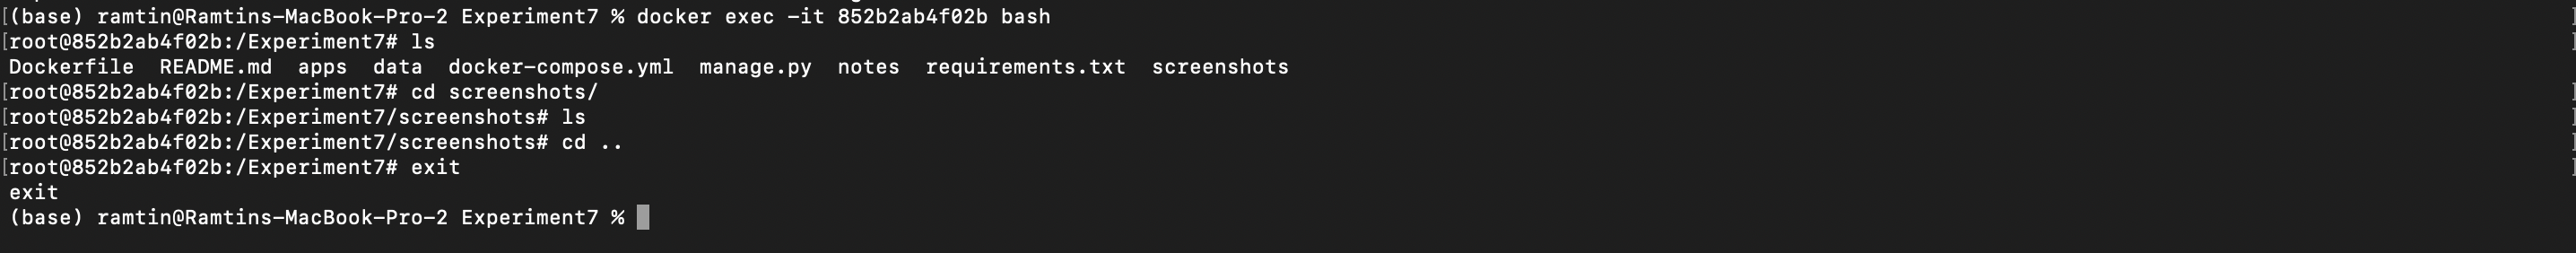 [(base) ramtin@Ramtins-MacBook-Pro-2 Experiment7 % docker exec -it 852b2ab4f02b bash ]
[root@852b2ab4f02b:/Experiment7# ls ]
Dockerfile README.md apps data docker-compose.yml manage.py notes requirements.txt screenshots
[root@852b2ab4f02b:/Experiment7# cd screenshots/ ]
[root@852b2ab4f02b:/Experiment7/screenshots# ls ]
[root@852b2ab4f02b:/Experiment7/screenshots# cd .. ]
[root@852b2ab4f02b:/Experiment7# exit ]
exit
(base) ramtin@Ramtins-MacBook-Pro-2 Experiment7 %